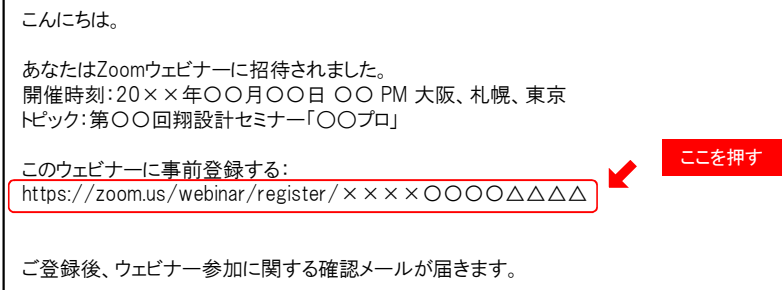 こんにちは。
あなたはZoomウェビナーに招待されました。
開催時刻：20××年〇〇月〇〇日 〇〇 PM 大阪、札幌、東京
トピック：第〇〇回翔設計セミナー「〇〇プロ」
このウェビナーに事前登録する：
https://zoom.us/webinar/register/××××〇〇〇〇△△△△
ここを押す
ご登録後、ウェビナー参加に関する確認メールが届きます。